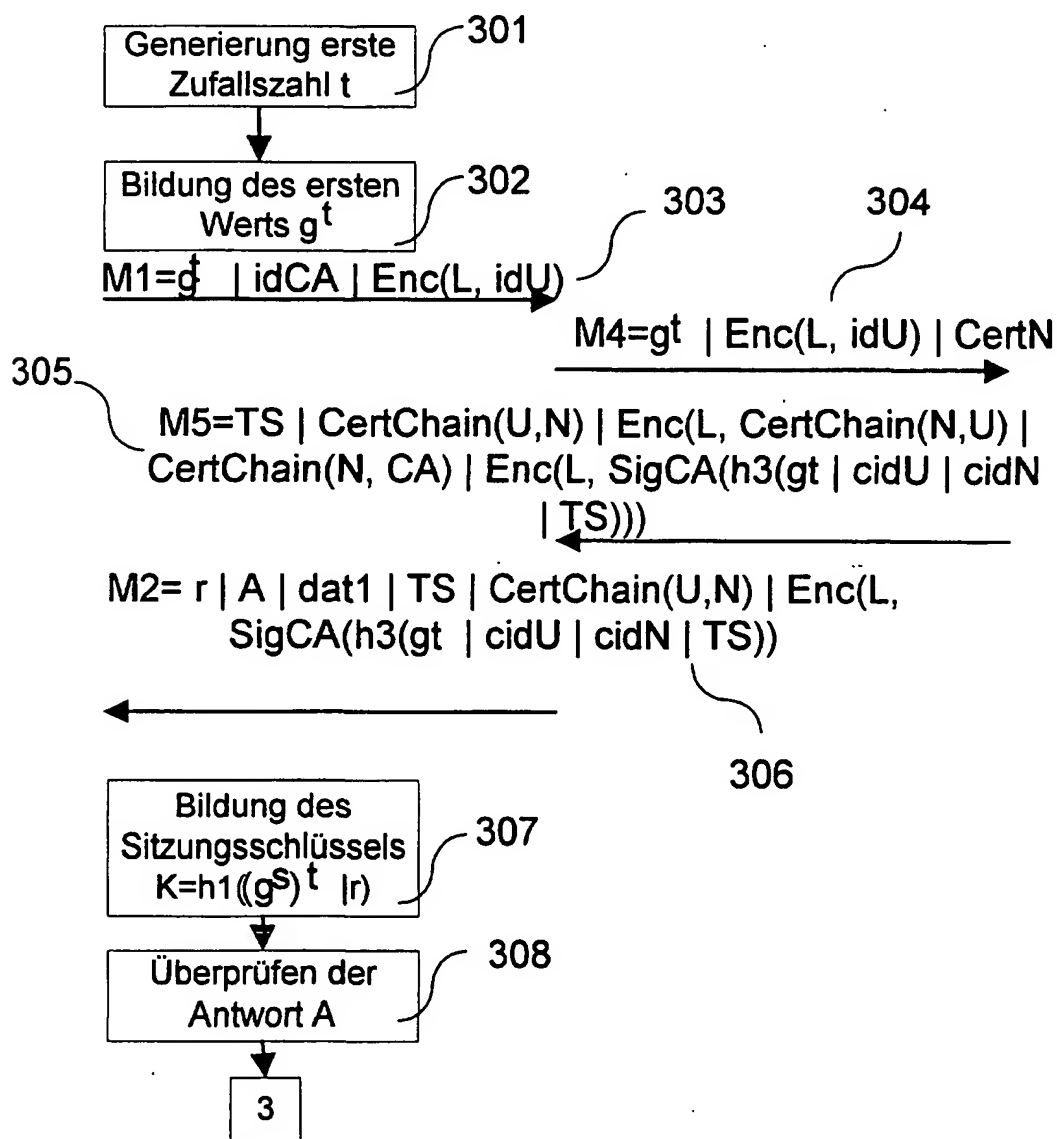 Generierung erste
Zufallszahl t
301
Bildung des ersten
Werts g^t
302
303
304
M1=g^t | idCA | Enc(L, idU)
M4=g^t | Enc(L, idU) | CertN
305
M5=TS | CertChain(U,N) | Enc(L, CertChain(N,U) |
CertChain(N, CA) | Enc(L, SigCA(h3(gt | cidU | cidN
| TS)))
M2= r | A | dat1 | TS | CertChain(U,N) | Enc(L,
SigCA(h3(gt | cidU | cidN | TS))
306
Bildung des
Sitzungsschlüssels
K=h1((g^s)^t |r)
307
Überprüfen der
Antwort A
308
3